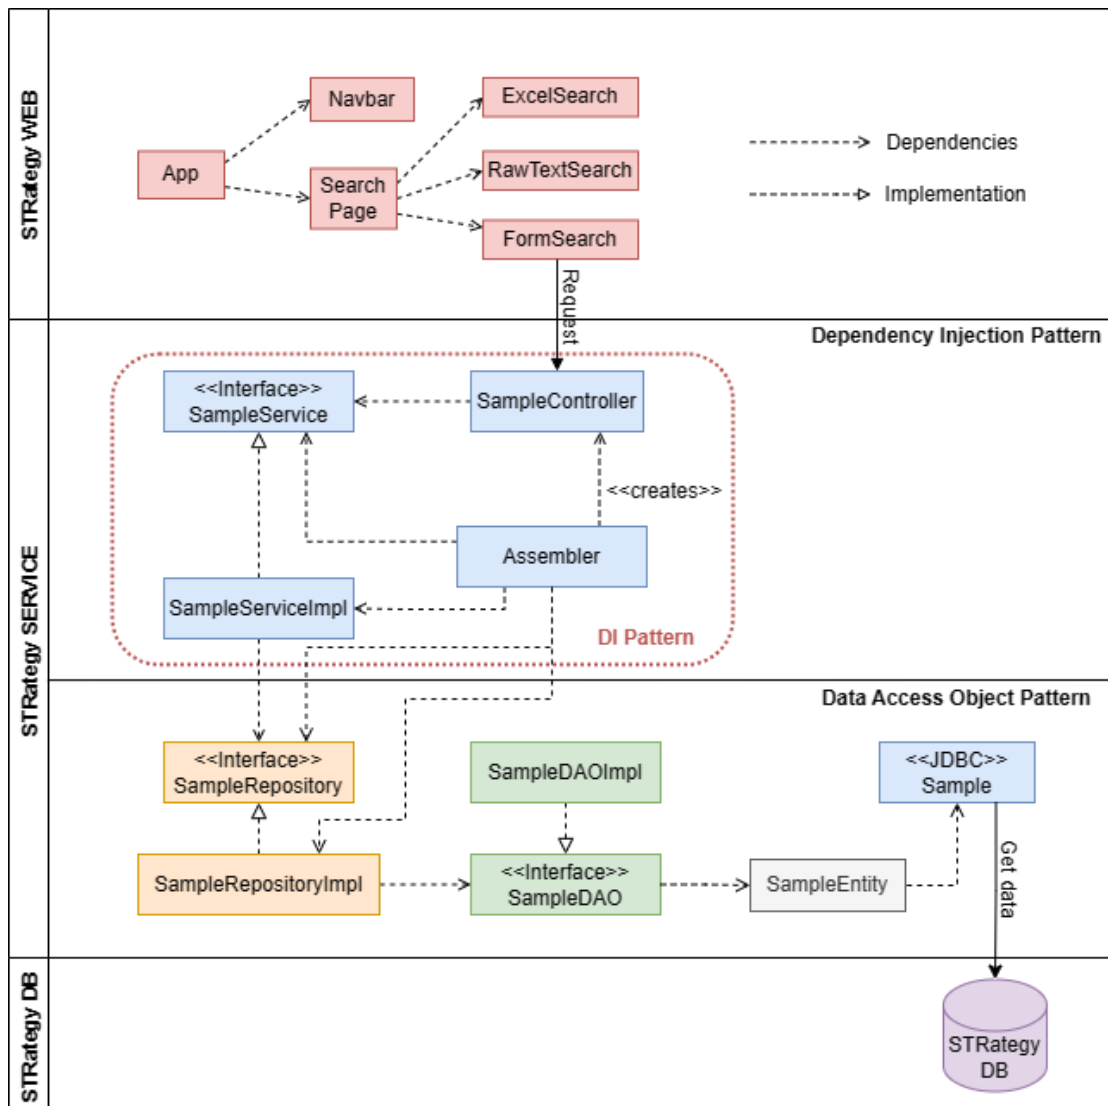 STRategy WEB
Navbar
ExcelSearch
App
Search
Page
RawTextSearch
FormSearch
Dependencies
Implementation
Request
STRategy SERVICE
Dependency Injection Pattern
<<Interface>>
SampleService
SampleController
<<creates>>
Assembler
SampleServiceImpl
DI Pattern
Data Access Object Pattern
<<Interface>>
SampleRepository
SampleDAOImpl
<<JDBC>>
Sample
SampleRepositoryImpl
<<Interface>>
SampleDAO
SampleEntity
Get data
STRategy DB
STRategy
DB